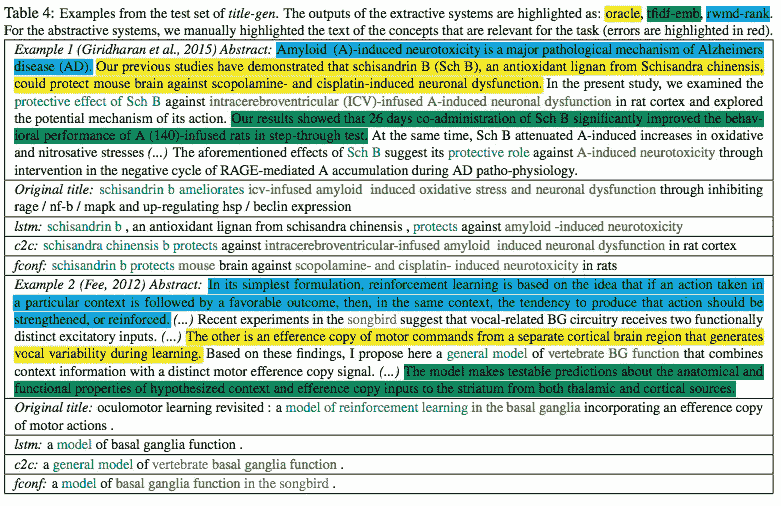 Table 4: Examples from the test set of title-gen. The outputs of the extractive systems are highlighted as: oracle, tfidf-emb, rwmd-rank.
For the abstractive systems, we manually highlighted the text of the concepts that are relevant for the task (errors are highlighted in red).
Example 1 (Giridharan et al., 2015) Abstract: Amyloid (A)-induced neurotoxicity is a major pathological mechanism of Alzheimers
disease (AD). Our previous studies have demonstrated that schisandrin B (Sch B), an antioxidant lignan from Schisandra chinensis,
could protect mouse brain against scopolamine- and cisplatin-induced neuronal dysfunction. In the present study, we examined the
protective effect of Sch B against intracerebroventricular (ICV)-infused A-induced neuronal dysfunction in rat cortex and explored
the potential mechanism of its action. Our results showed that 26 days co-administration of Sch B significantly improved the behav-
ioral performance of A (140)-infused rats in step-through test. At the same time, Sch B attenuated A-induced increases in oxidative
and nitrosative stresses (...) The aforementioned effects of Sch B suggest its protective role against A-induced neurotoxicity through
intervention in the negative cycle of RAGE-mediated A accumulation during AD patho-physiology.
Original title: schisandrin b ameliorates icv-infused amyloid induced oxidative stress and neuronal dysfunction through inhibiting
rage / nf-b / mapk and up-regulating hsp / beclin expression
lstm: schisandrin b , an antioxidant lignan from schisandra chinensis , protects against amyloid -induced neurotoxicity
c2c: schisandra chinensis b protects against intracerebroventricular-infused amyloid induced neuronal dysfunction in rat cortex
fconf: schisandrin b protects mouse brain against scopolamine- and cisplatin- induced neurotoxicity in rats
Example 2 (Fee, 2012) Abstract: In its simplest formulation, reinforcement learning is based on the idea that if an action taken in
a particular context is followed by a favorable outcome, then, in the same context, the tendency to produce that action should be
strengthened, or reinforced. (...) Recent experiments in the songbird suggest that vocal-related BG circuitry receives two functionally
distinct excitatory inputs. (...) The other is an efference copy of motor commands from a separate cortical brain region that generates
vocal variability during learning. Based on these findings, I propose here a general model of vertebrate BG function that combines
context information with a distinct motor efference copy signal. (...) The model makes testable predictions about the anatomical and
functional properties of hypothesized context and efference copy inputs to the striatum from both thalamic and cortical sources.
Original title: oculomotor learning revisited : a model of reinforcement learning in the basal ganglia incorporating an efference copy
of motor actions .
lstm: a model of basal ganglia function .
c2c: a general model of vertebrate basal ganglia function .
fconf: a model of basal ganglia function in the songbird .